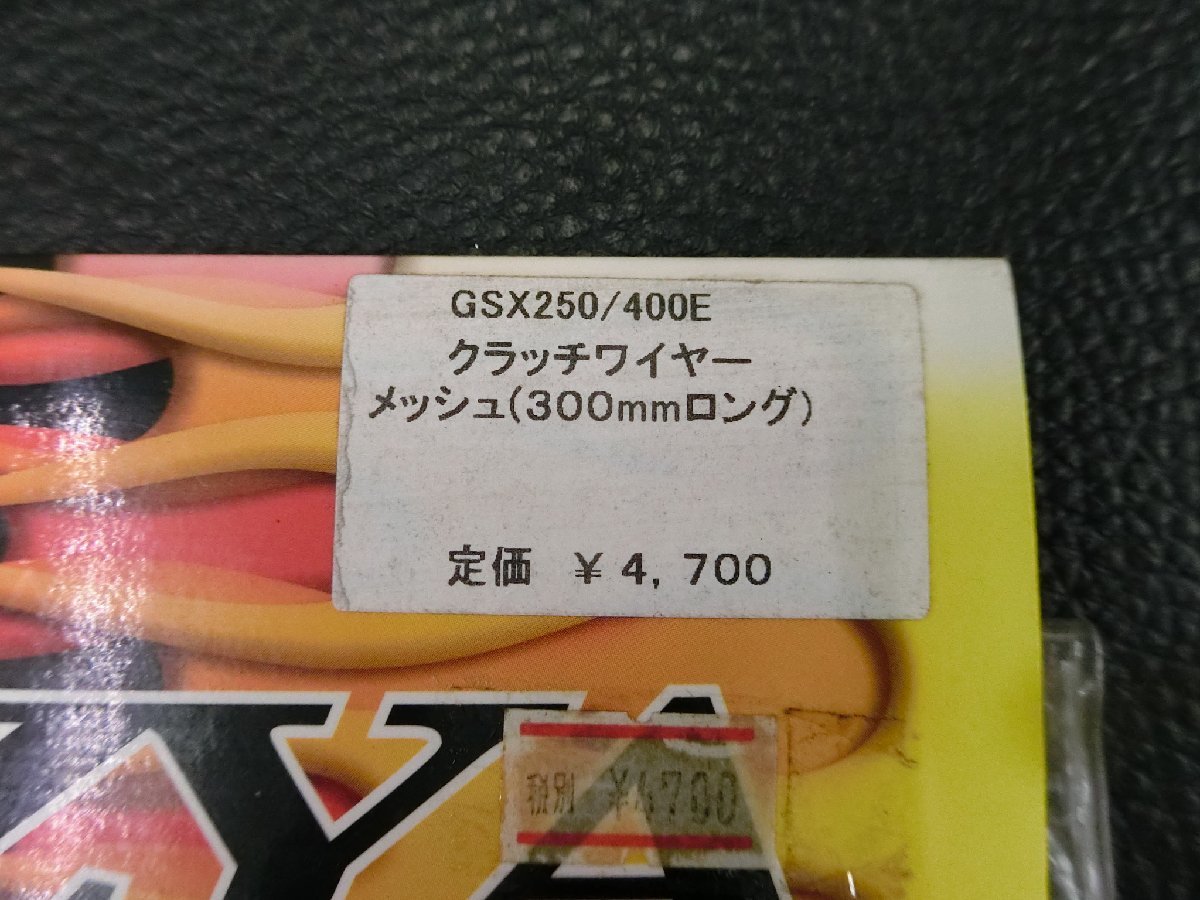 GSX250/400E
クラッチワイヤー
メッシュ(300mmロング)
定価 ¥4,700
税別 ¥4700